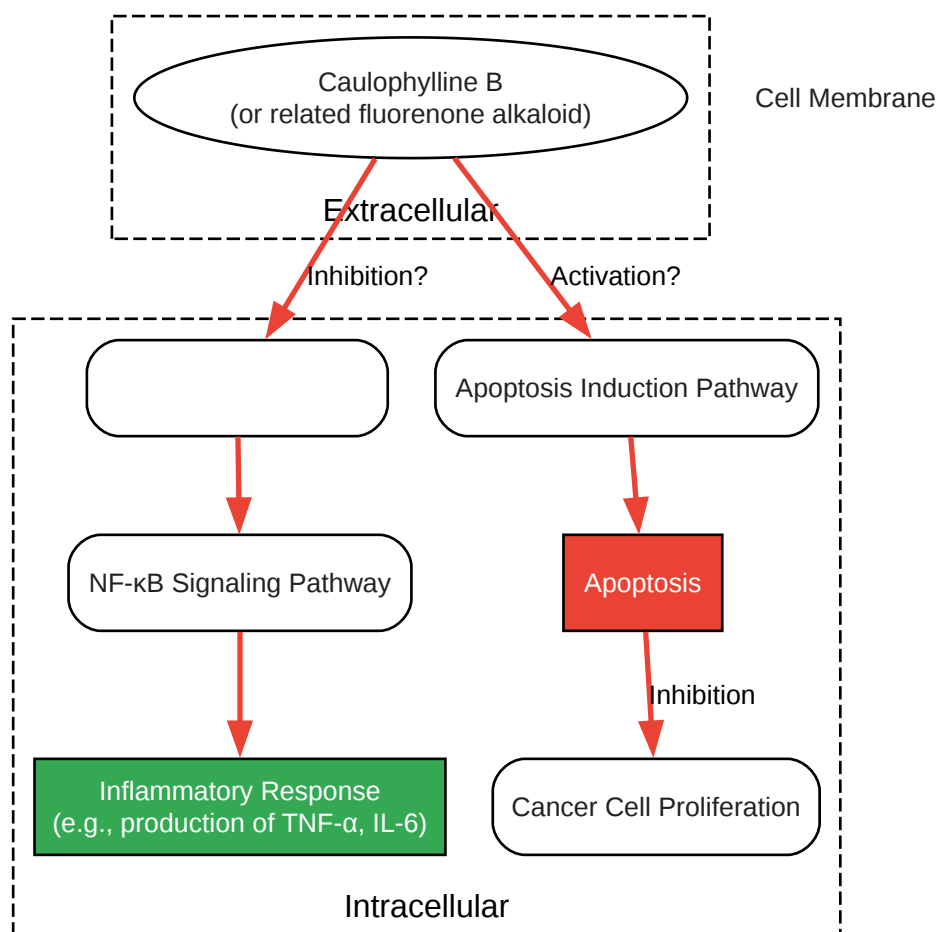 Caulophylline B
(or related fluorenone alkaloid)
Cell Membrane
Extracellular
Inhibition?
Activation?
Apoptosis Induction Pathway
NF-κB Signaling Pathway
Apoptosis
Inhibition
Inflammatory Response
(e.g., production of TNF-α, IL-6)
Cancer Cell Proliferation
Intracellular